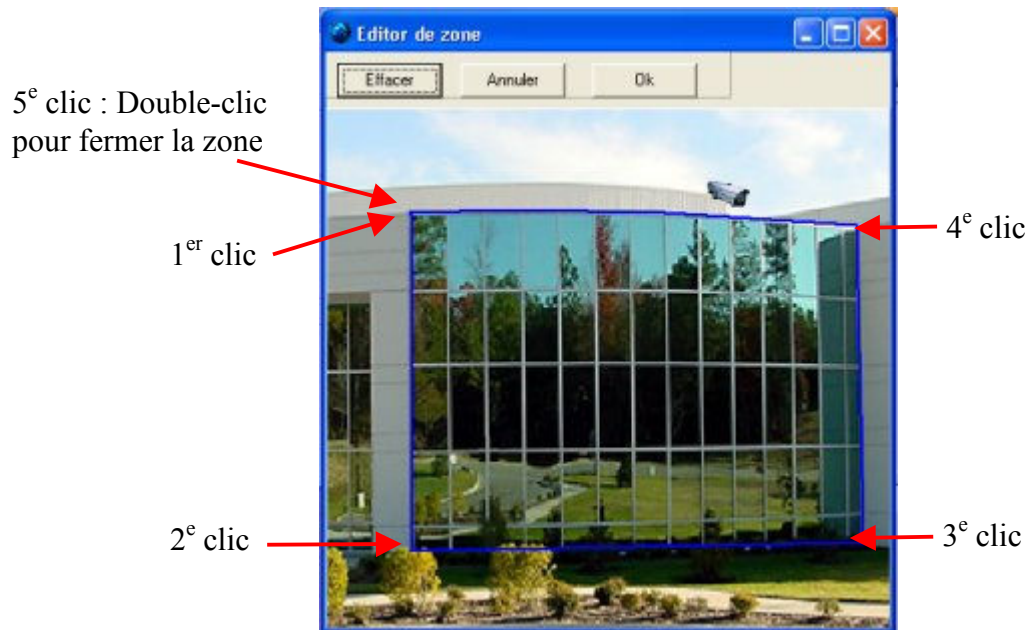 Editor de zone
Effacer
Annuler
Ok
5e clic : Double-clic
pour fermer la zone
1er clic
4e clic
2e clic
3e clic